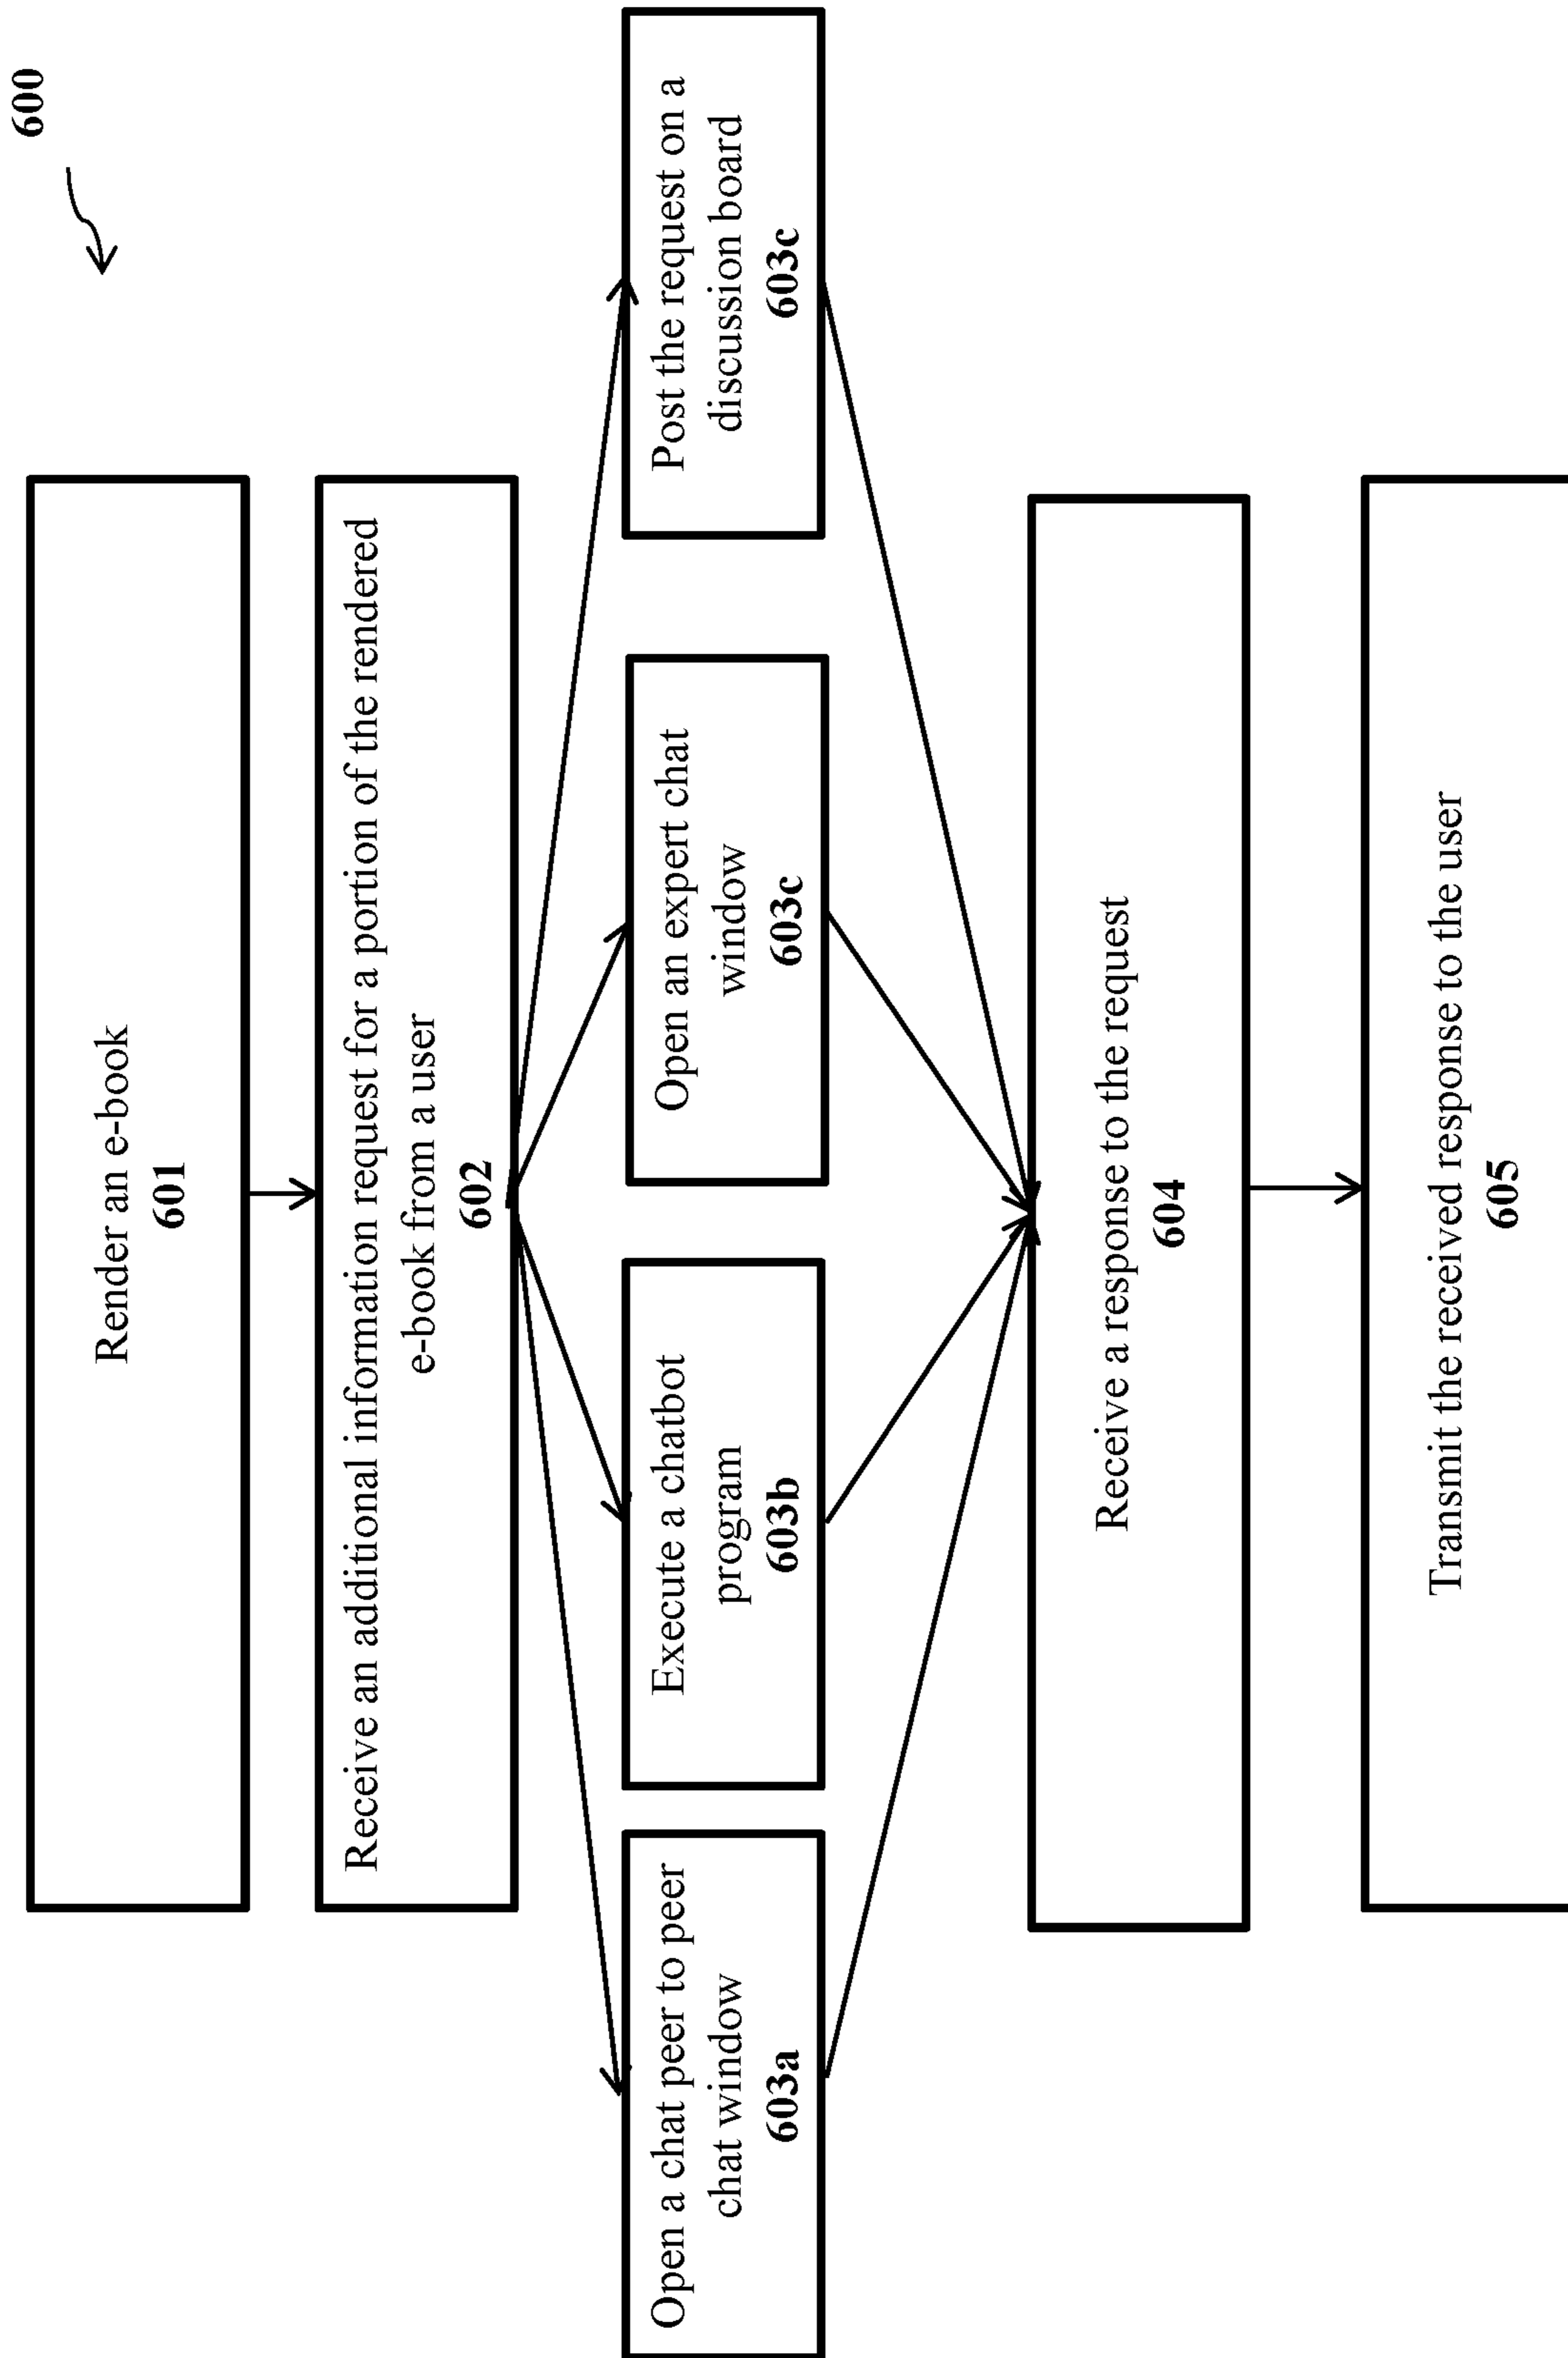 600
Render an e-book
601
Receive an additional information request for a portion of the rendered
e-book from a user
602
Open a chat peer to peer
chat window
603a
Execute a chatbot
program
603b
Open an expert chat
window
603c
Post the request on a
discussion board
603c
Receive a response to the request
604
Transmit the received response to the user
605